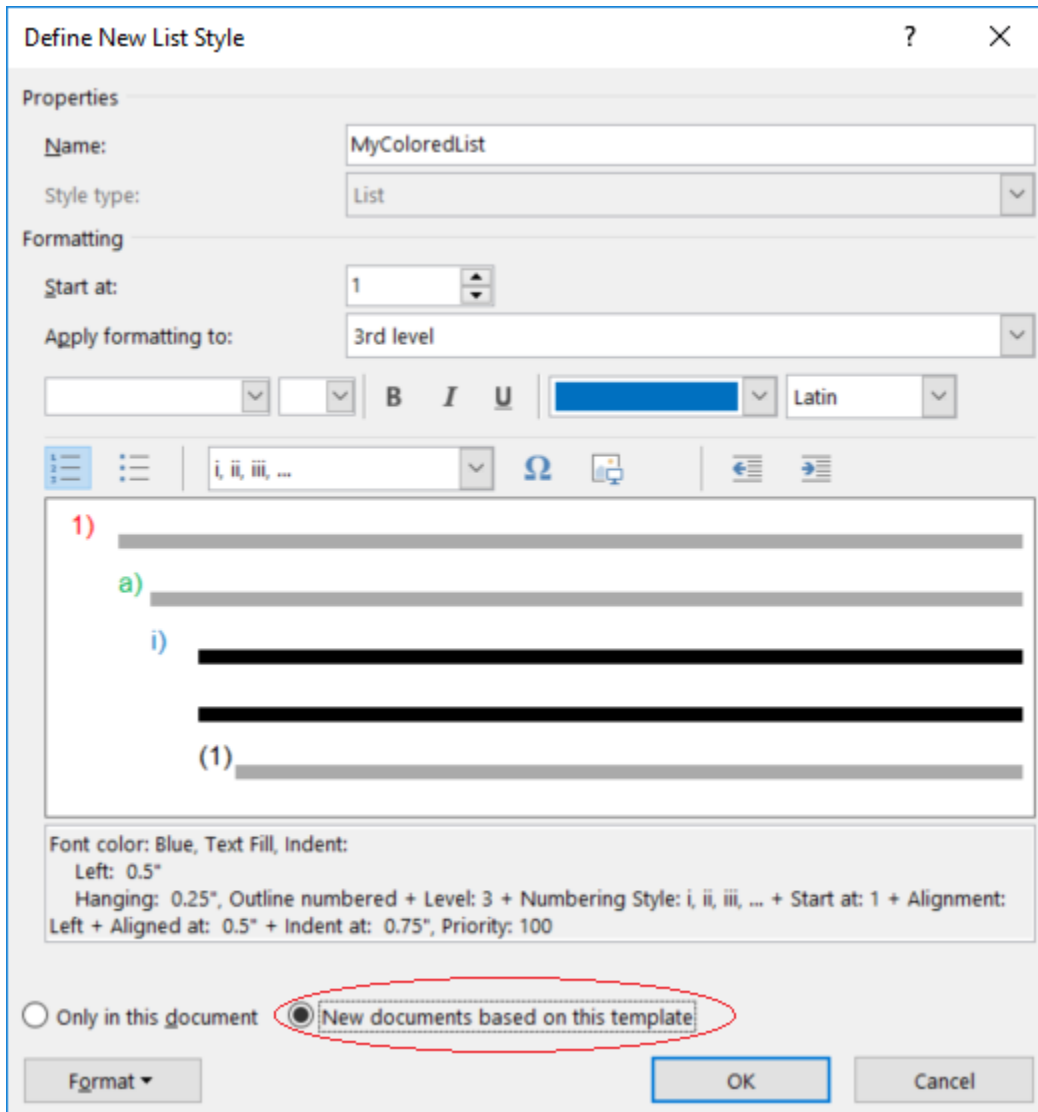 Define New List Style ?
Properties
Name: MyColoredList
Style type: List
Formatting
Start at: 1
Apply formatting to: 3rd level
B I U Latin
1
2
3
i, ii, iii, ... Ω
1)
a)
i)
(1)
Font color: Blue, Text Fill, Indent:
Left: 0.5"
Hanging: 0.25", Outline numbered + Level: 3 + Numbering Style: i, ii, iii, ... + Start at: 1 + Alignment:
Left + Aligned at: 0.5" + Indent at: 0.75", Priority: 100
Only in this document New documents based on this template
Format OK Cancel